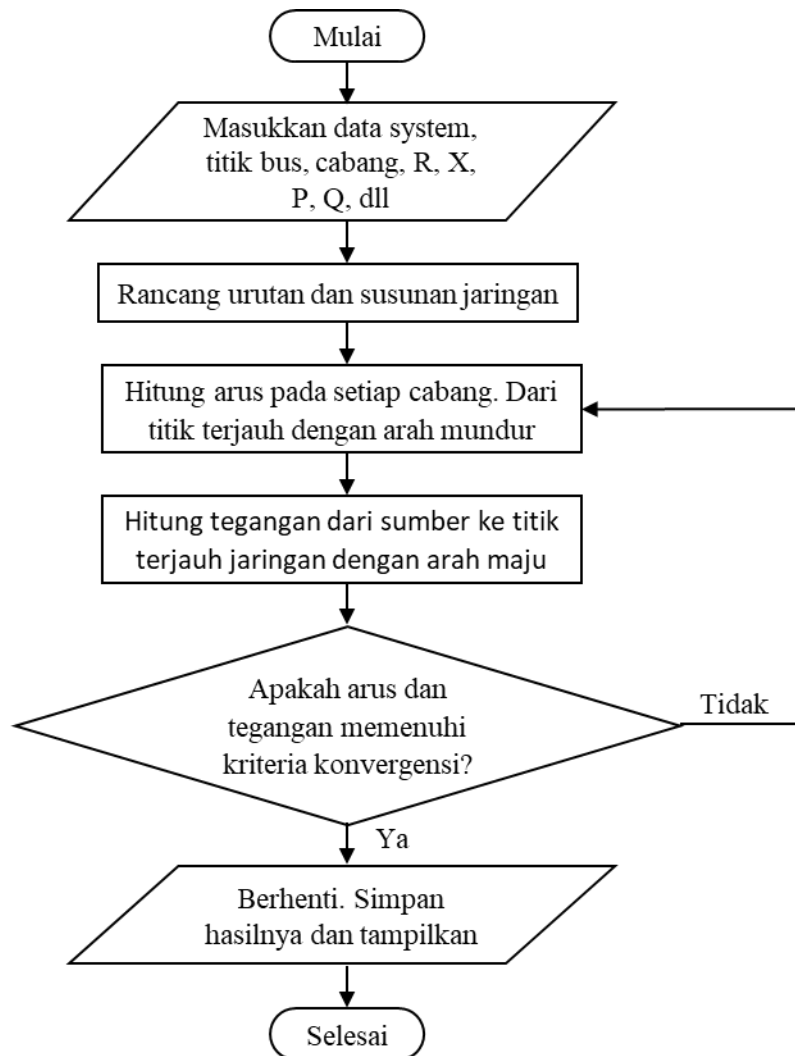 Mulai
Masukkan data system,
titik bus, cabang, R, X,
P, Q, dll
Rancang urutan dan susunan jaringan
Hitung arus pada setiap cabang. Dari
titik terjauh dengan arah mundur
Hitung tegangan dari sumber ke titik
terjauh jaringan dengan arah maju
Apakah arus dan
tegangan memenuhi
kriteria konvergensi?
Tidak
Ya
Berhenti. Simpan
hasilnya dan tampilkan
Selesai